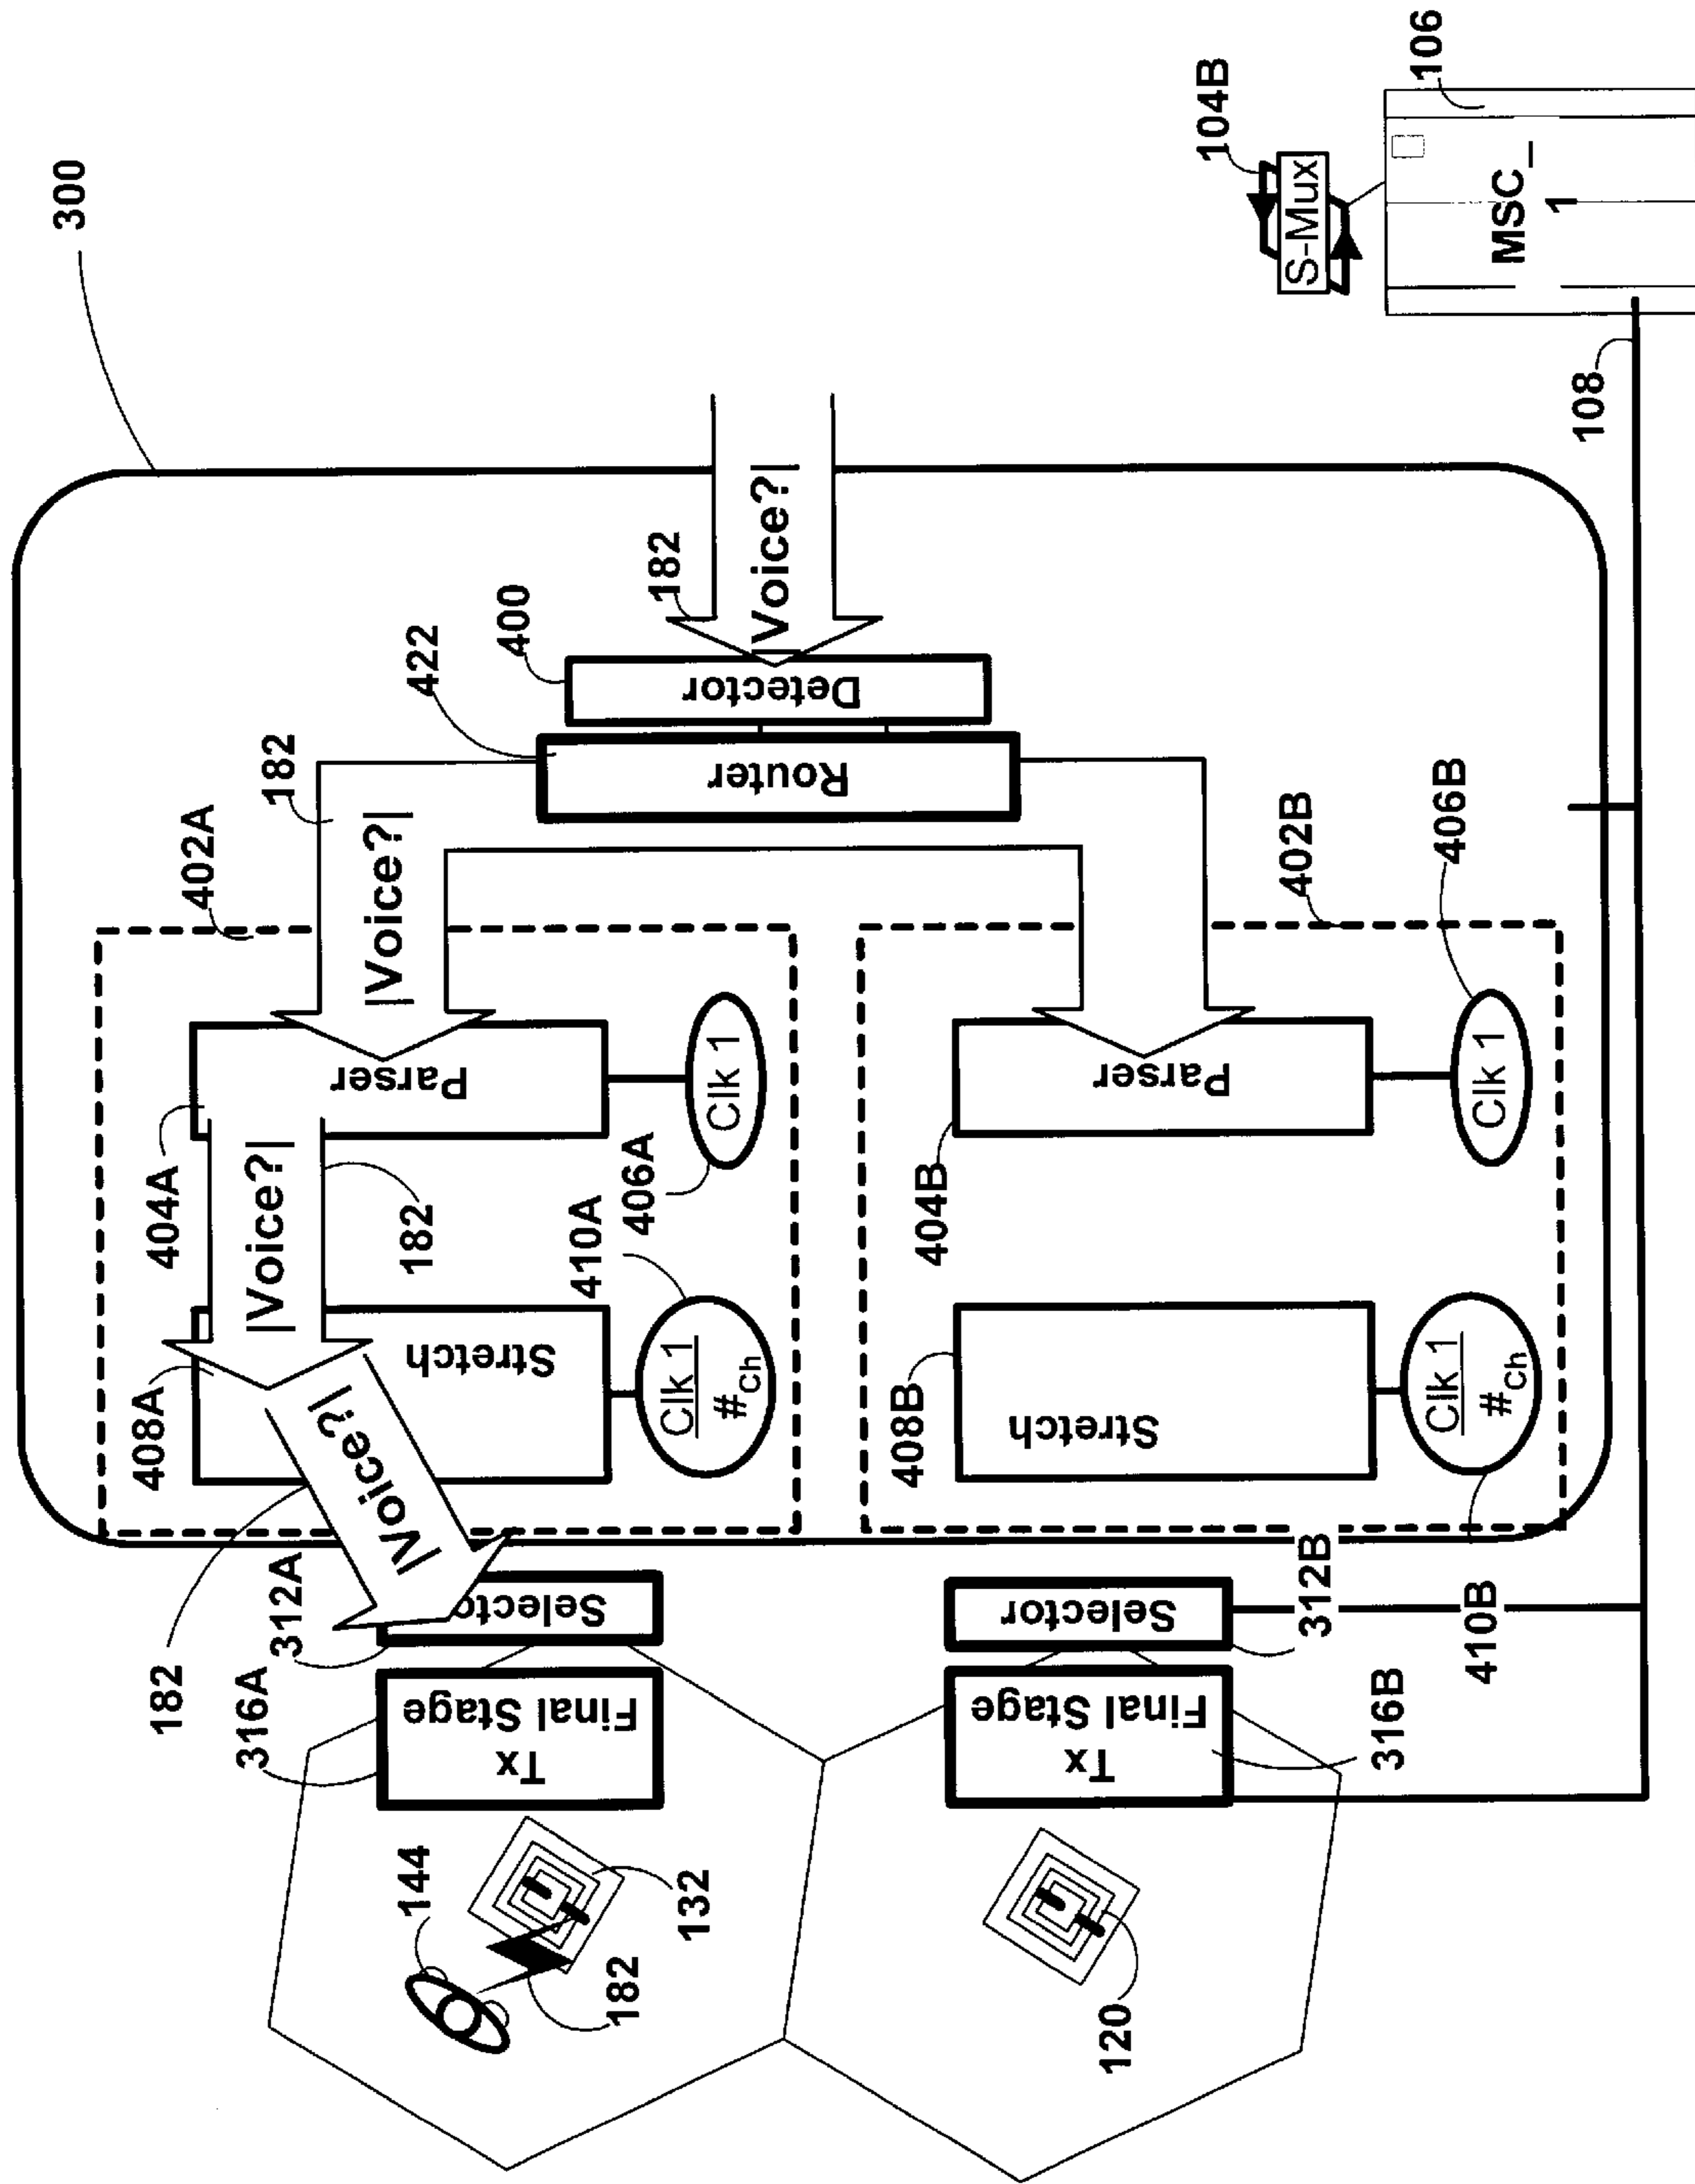 300
104B
S-Mux
106
MSC_
1
108
|Voice?|
182
400
Detector
422
Router
182
|Voice?|
402A
402B
406B
Clk 1
Parser
404A
Clk 1
406A
Parser
404B
|Voice?|
182
410A
Stretch
408A
Clk 1
#Ch
Stretch
408B
Clk 1
#Ch
410B
|Voice?|
182
312A
Selecto
Selector
312B
316A
Tx
Final Stage
Tx
Final Stage
316B
144
132
182
120